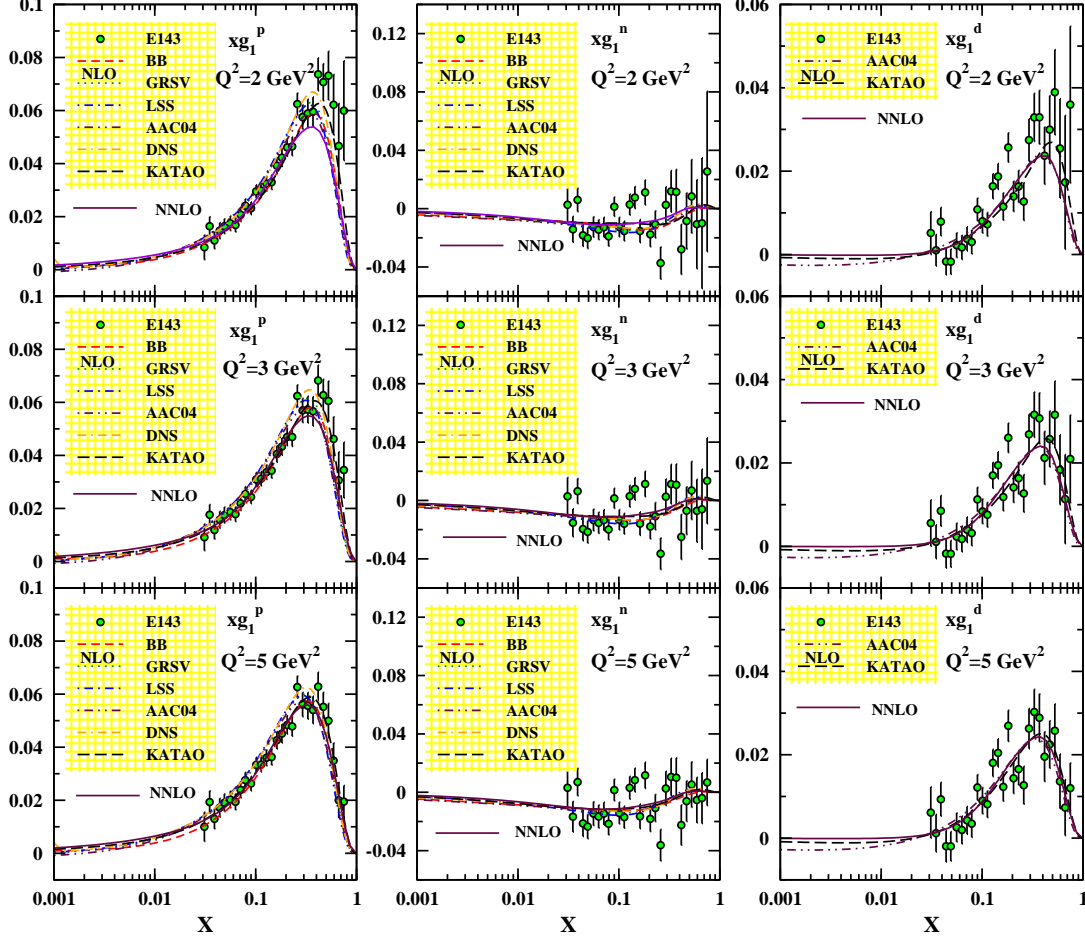 0.1
0.08
0.06
0.04
0.02
0
xg₁ᵖ
Q²=2 GeV²
E143
BB
NLO
GRSV
LSS
AAC04
DNS
KATAO
NNLO
0.12
0.08
0.04
0
-0.04
xg₁ⁿ
Q²=2 GeV²
E143
BB
NLO
GRSV
LSS
AAC04
DNS
KATAO
NNLO
0.06
0.04
0.02
0
xg₁ᵈ
Q²=2 GeV²
E143
AAC04
NLO
KATAO
NNLO
0.1
0.08
0.06
0.04
0.02
0
xg₁ᵖ
Q²=3 GeV²
E143
BB
NLO
GRSV
LSS
AAC04
DNS
KATAO
NNLO
0.12
0.08
0.04
0
-0.04
xg₁ⁿ
Q²=3 GeV²
E143
BB
NLO
GRSV
LSS
AAC04
DNS
KATAO
NNLO
0.06
0.04
0.02
0
xg₁ᵈ
Q²=3 GeV²
E143
AAC04
NLO
KATAO
NNLO
0.1
0.08
0.06
0.04
0.02
0
xg₁ᵖ
Q²=5 GeV²
E143
BB
NLO
GRSV
LSS
AAC04
DNS
KATAO
NNLO
0.001 0.01 0.1 1
X
0.12
0.08
0.04
0
-0.04
xg₁ⁿ
Q²=5 GeV²
E143
BB
NLO
GRSV
LSS
AAC04
DNS
KATAO
NNLO
0.01 0.1 1
X
0.06
0.04
0.02
0
xg₁ᵈ
Q²=5 GeV²
E143
AAC04
NLO
KATAO
NNLO
0.001 0.01 0.1 1
X